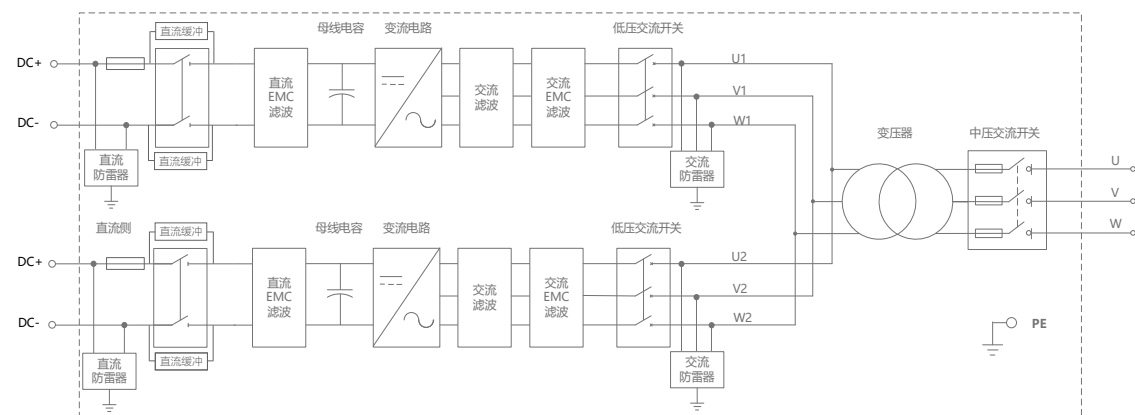 直流缓冲
母线电容
变流电路
低压交流开关
DC+
U1
直流
EMC
滤波
交流
滤波
交流
EMC
滤波
V1
DC-
W1
直流
防雷器
直流缓冲
交流
防雷器
变压器
中压交流开关
U
V
W
直流侧
直流缓冲
母线电容
变流电路
低压交流开关
DC+
U2
直流
EMC
滤波
交流
滤波
交流
EMC
滤波
V2
DC-
W2
PE
直流
防雷器
直流缓冲
交流
防雷器